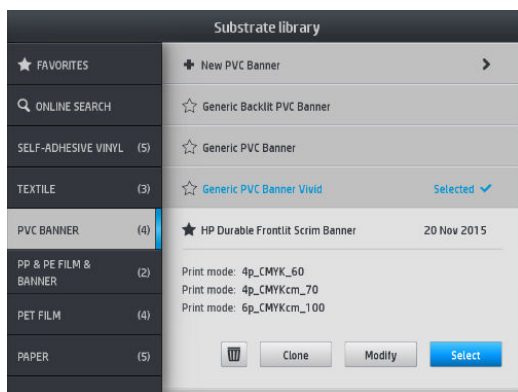 Substrate library
FAVORITES
ONLINE SEARCH
SELF-ADHESIVE VINYL (5)
TEXTILE (3)
PVC BANNER (4)
PP & PE FILM &
BANNER (2)
PET FILM (4)
PAPER (5)
New PVC Banner
Generic Backlit PVC Banner
Generic PVC Banner
Generic PVC Banner Vivid Selected
HP Durable Frontlit Scrim Banner 20 Nov 2015
Print mode: 4p_CMYK_60
Print mode: 4p_CMYKcm_70
Print mode: 6p_CMYKcm_100
Clone Modify Select